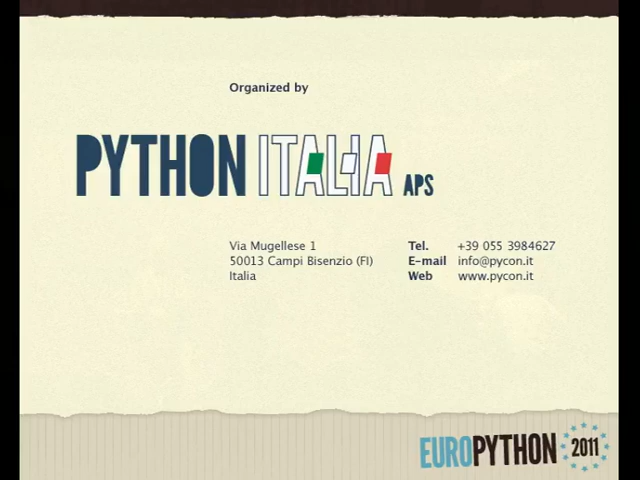 Organized by
PYTHON ITALIA APS
Via Mugellese 1
50013 Campi Bisenzio (FI)
Italia
Tel. +39 055 3984627
E-mail info@pycon.it
Web www.pycon.it
EUROPYTHON 2011